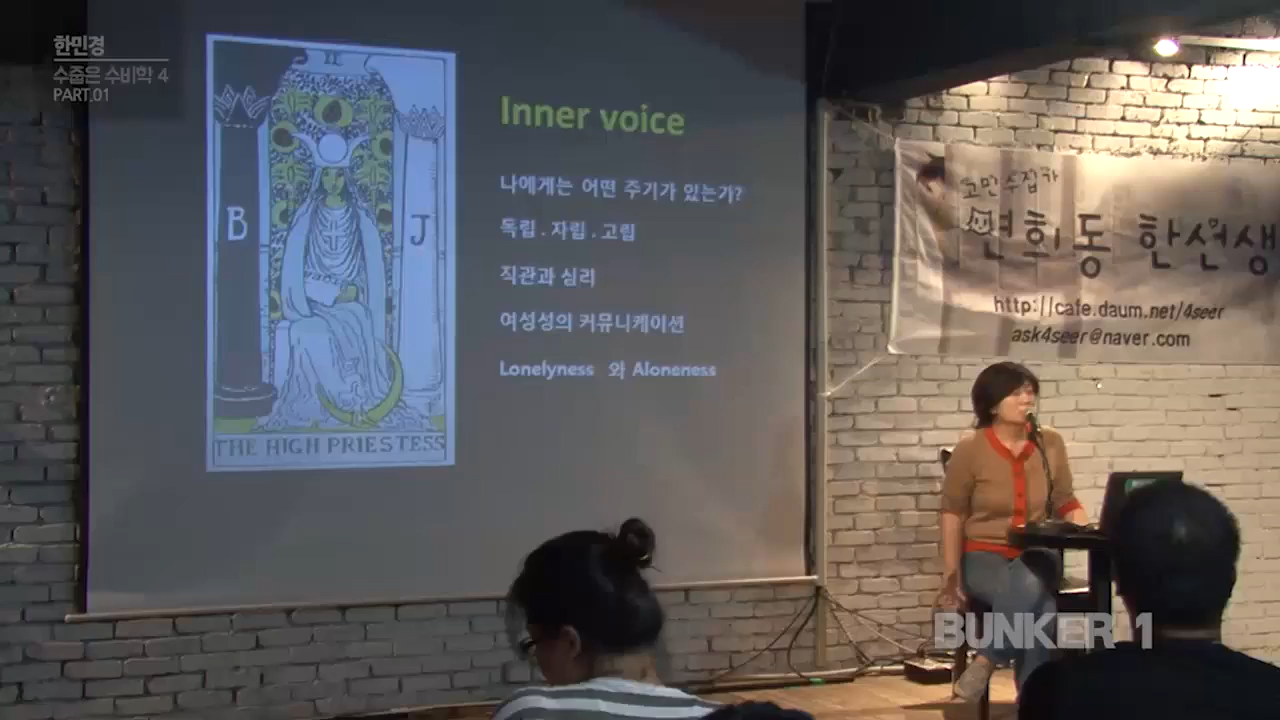 한민경
수줍은 수비학 4
PART.01
II
B
J
THE HIGH PRIESTESS
Inner voice
나에게는 어떤 주기가 있는가?
독립 . 자립 . 고립
직관과 심리
여성성의 커뮤니케이션
Lonelyness 와 Aloneness
고민수집가
연희동 한선생
http://cafe.daum.net/4seer
ask4seer@naver.com
BUNKER 1